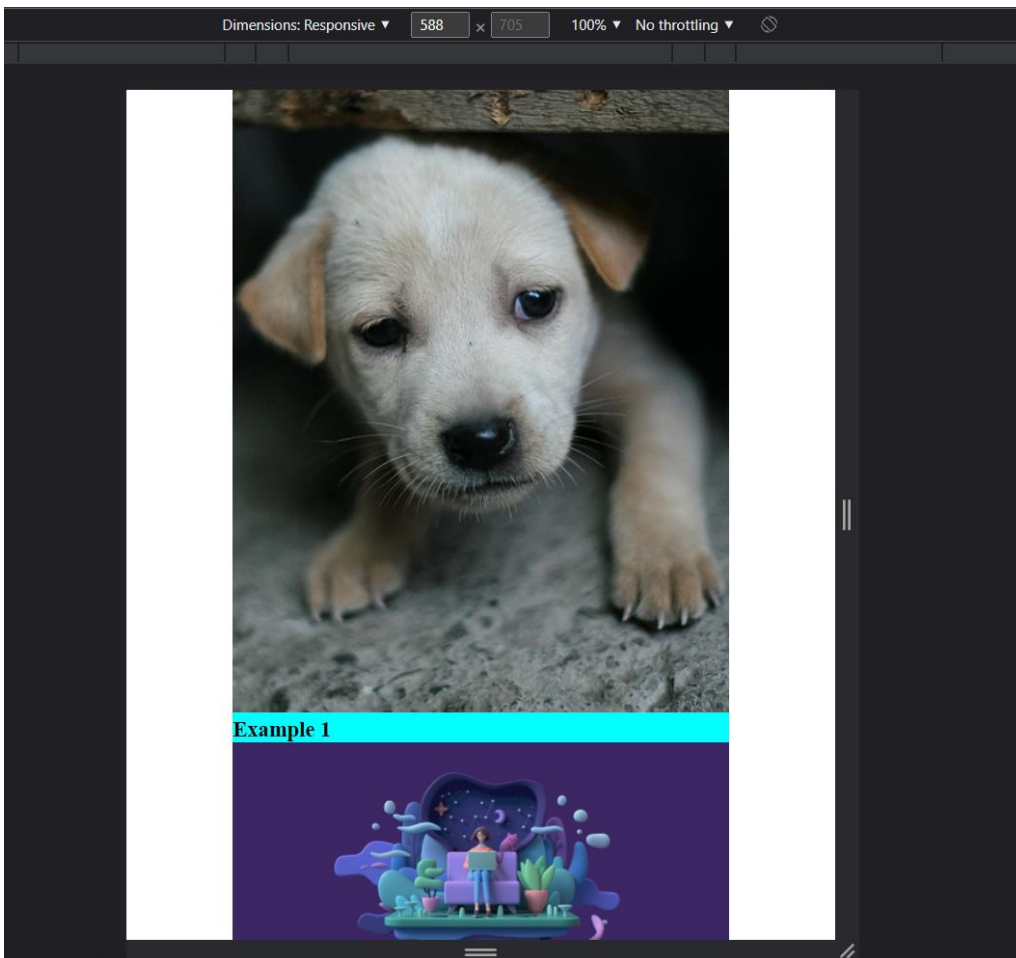 Dimensions: Responsive ▼ 588 × 705 100% ▼ No throttling ▼
Example 1